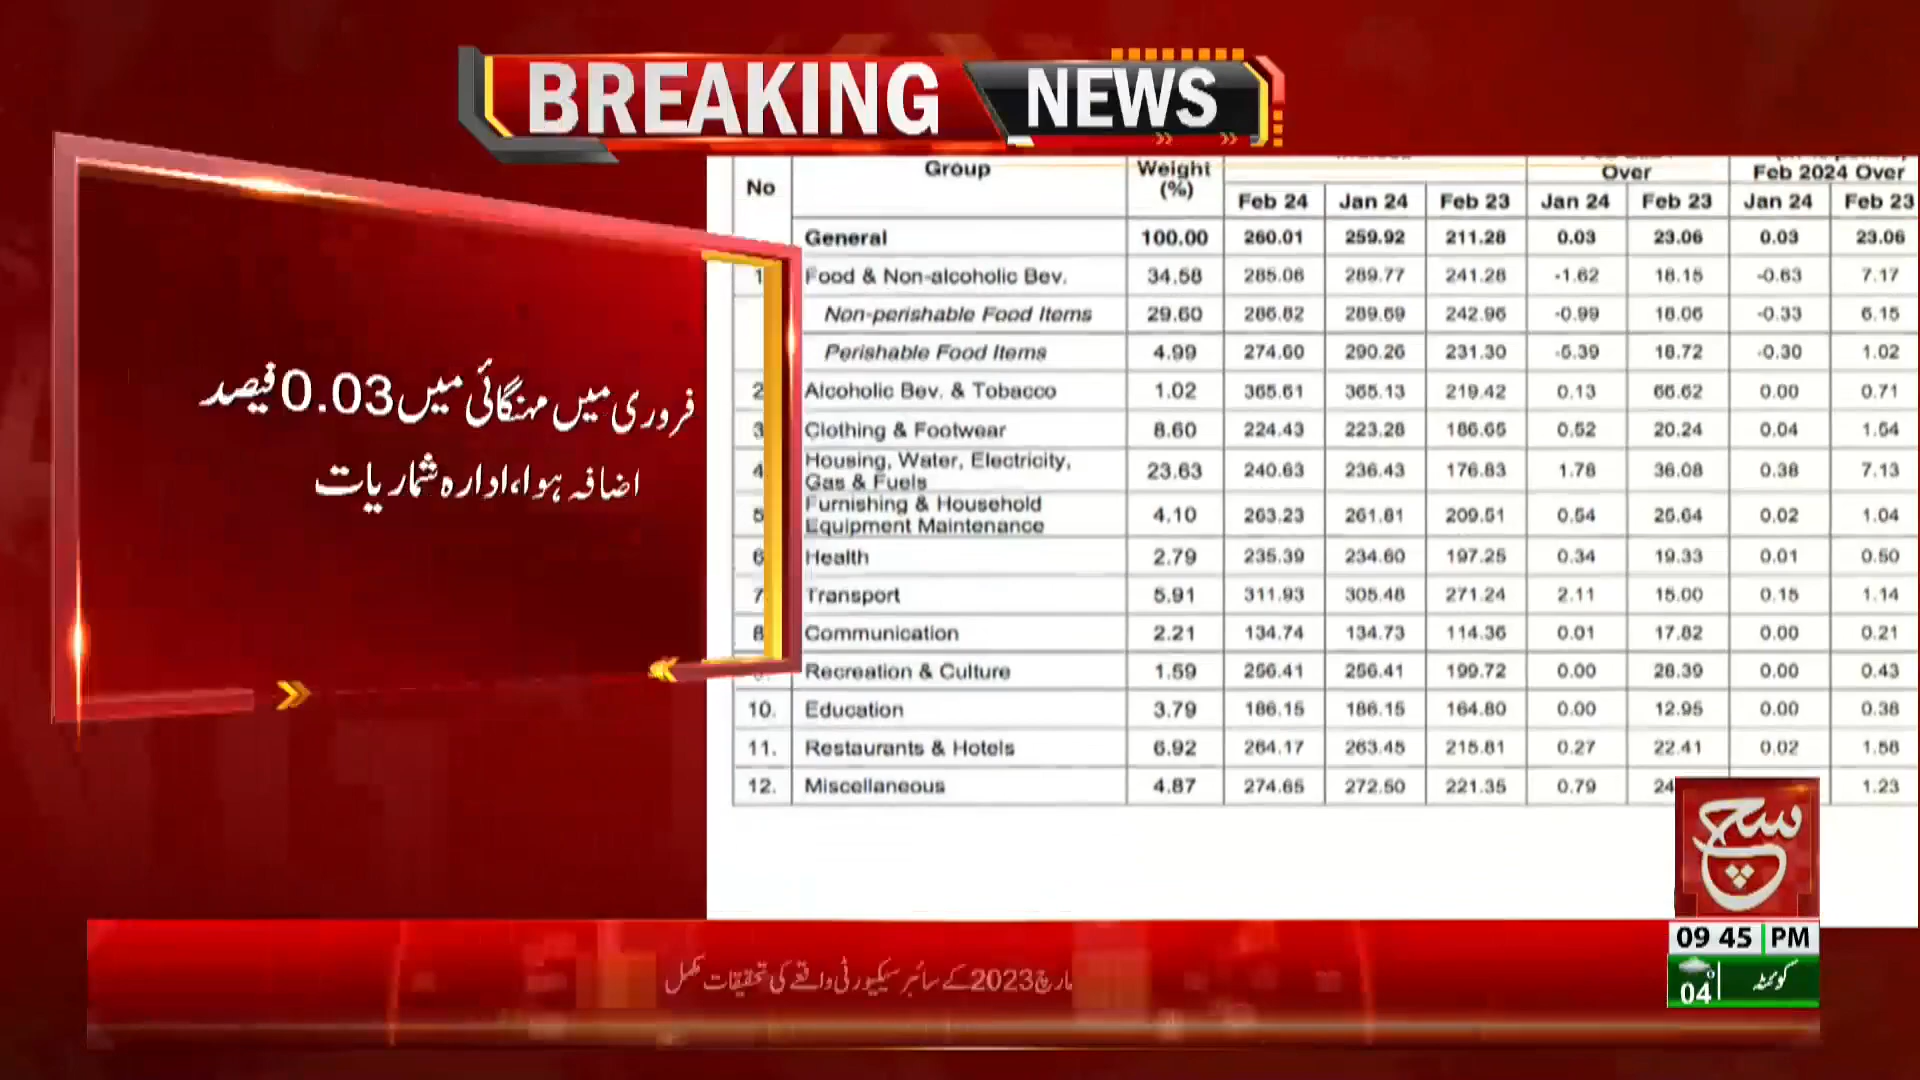 BREAKING NEWS
فروری میں مہنگائی میں 0.03 فیصد
اضافہ ہوا، ادارہ شماریات
No Group Weight (%) Over Feb 2024 Over
Feb 24 Jan 24 Feb 23 Jan 24 Feb 23 Jan 24 Feb 23
General 100.00 260.01 259.92 211.28 0.03 23.06 0.03 23.06
1 Food & Non-alcoholic Bev. 34.58 285.06 289.77 241.28 -1.62 18.15 -0.63 7.17
Non-perishable Food Items 29.60 286.82 289.69 242.96 -0.99 18.06 -0.33 6.15
Perishable Food Items 4.99 274.60 290.26 231.30 -5.39 18.72 -0.30 1.02
2 Alcoholic Bev. & Tobacco 1.02 365.61 365.13 219.42 0.13 66.62 0.00 0.71
3 Clothing & Footwear 8.60 224.43 223.28 186.65 0.52 20.24 0.04 1.54
4 Housing, Water, Electricity, Gas & Fuels 23.63 240.63 236.43 176.83 1.78 36.08 0.38 7.13
5 Furnishing & Household Equipment Maintenance 4.10 263.23 261.81 209.51 0.54 25.64 0.02 1.04
6 Health 2.79 235.39 234.60 197.25 0.34 19.33 0.01 0.50
7 Transport 5.91 311.93 305.48 271.24 2.11 15.00 0.15 1.14
8 Communication 2.21 134.74 134.73 114.36 0.01 17.82 0.00 0.21
Recreation & Culture 1.59 256.41 256.41 199.72 0.00 28.39 0.00 0.43
10. Education 3.79 186.15 186.15 164.80 0.00 12.95 0.00 0.38
11. Restaurants & Hotels 6.92 264.17 263.45 215.81 0.27 22.41 0.02 1.58
12. Miscellaneous 4.87 274.65 272.50 221.35 0.79 24 1.23
سچ
09 45 PM
04 کوئٹہ
مارچ 2023 کے سائبر سیکیورٹی واقعے کی تحقیقات مکمل